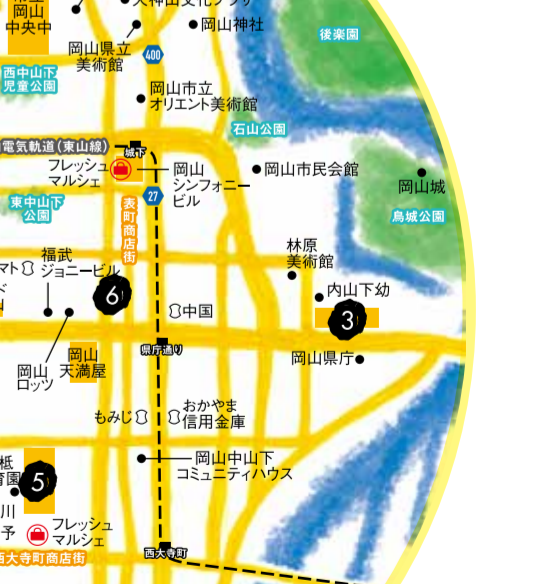 岡山
中央中
岡山神社
後楽園
岡山県立
美術館
400
西中山下
児童公園
岡山市立
オリエント美術館
石山公園
電気軌道(東山線)
城下
フレッシュ
マルシェ
岡山
シンフォニー
ビル
岡山市民会館
岡山城
27
東中山下
公園
表町商店街
烏城公園
林原
美術館
福武
ジョニービル
マト
内山下幼
6
3
中国
県庁通り
岡山
ロッツ
岡山
天満屋
岡山県庁
もみじ
おかやま
信用金庫
岡山中山下
コミュニティハウス
5
川
予
フレッシュ
マルシェ
西大寺町
西大寺町商店街